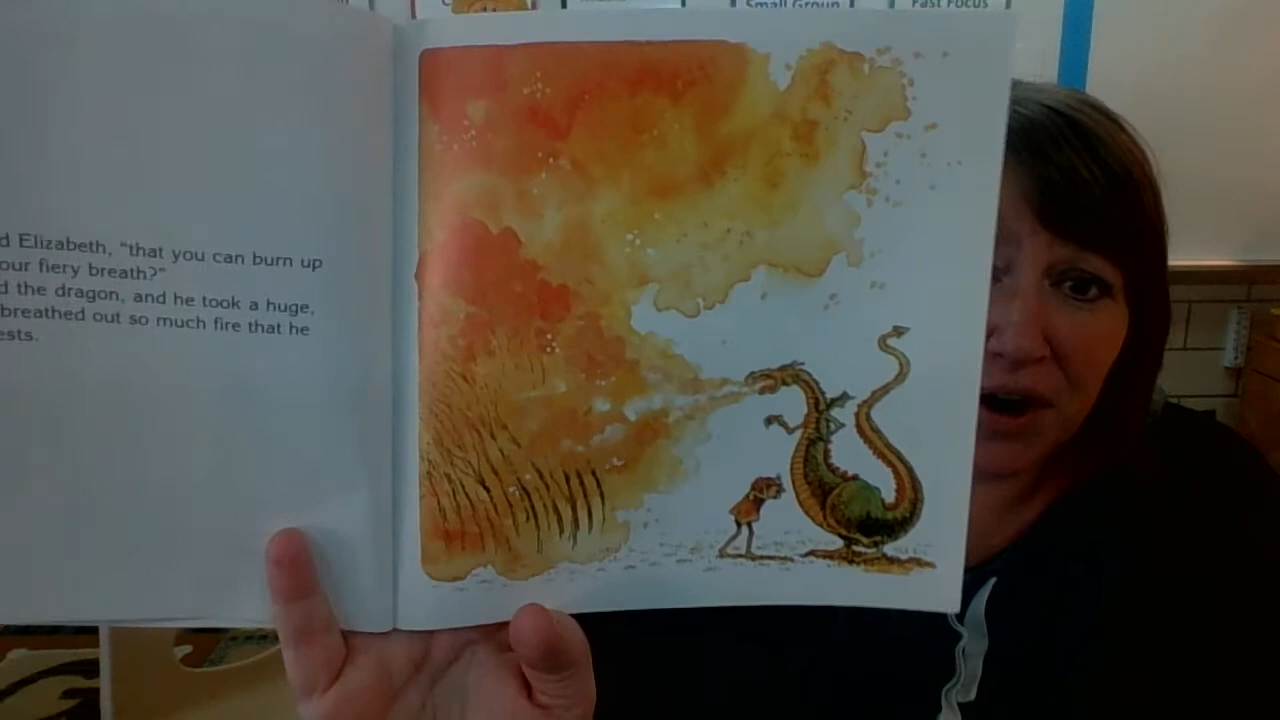 Small Group
Fast Focus
d Elizabeth, “that you can burn up
our fiery breath?”
d the dragon, and he took a huge,
breathed out so much fire that he
ests.